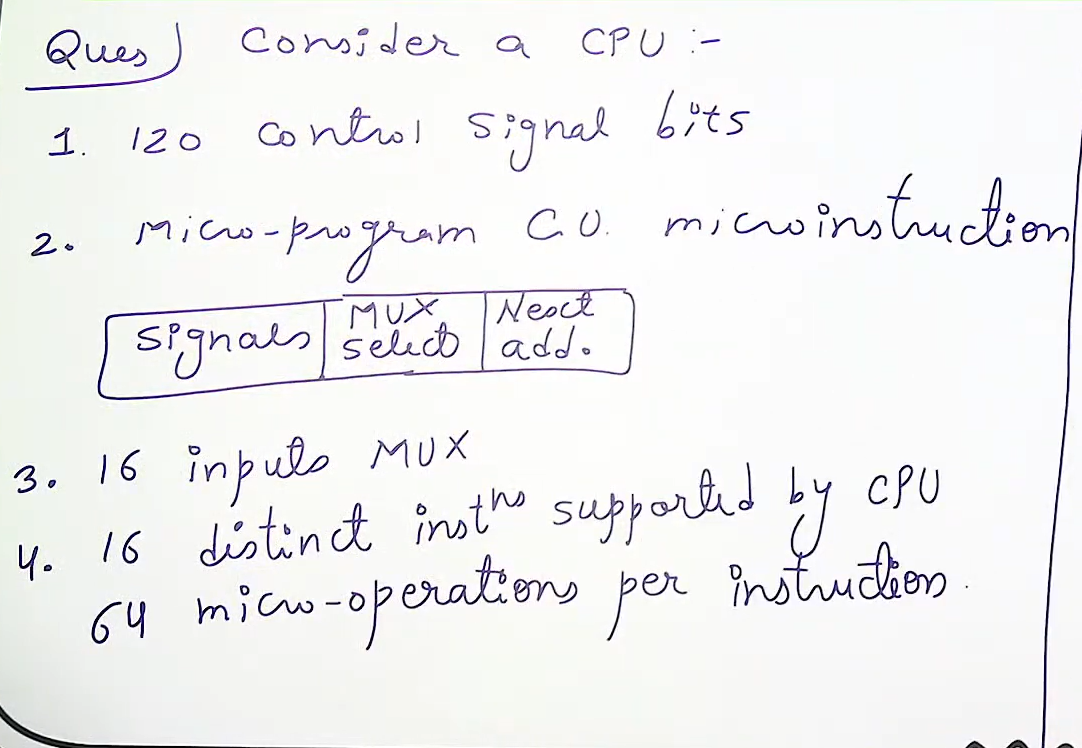 Ques) Consider a CPU :-
1. 120 control signal bits
2. Micro-program C.U. microinstruction
signals | MUX select | Next add.
3. 16 inputs MUX
4. 16 distinct instns supported by CPU
64 micro-operations per instruction.